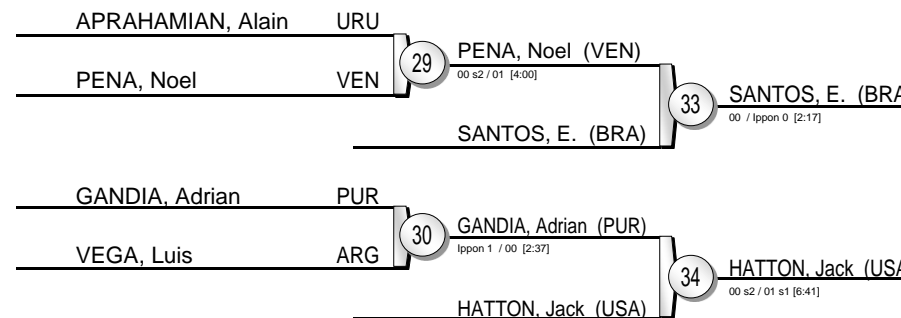 APRAHAMIAN, Alain URU
29
PENA, Noel (VEN)
00 s2 / 01 [4:00]
PENA, Noel VEN
33
SANTOS, E. (BRA
00 / Ippon 0 [2:17]
SANTOS, E. (BRA)
GANDIA, Adrian PUR
30
GANDIA, Adrian (PUR)
Ippon 1 / 00 [2:37]
VEGA, Luis ARG
34
HATTON, Jack (USA
00 s2 / 01 s1 [6:41]
HATTON, Jack (USA)